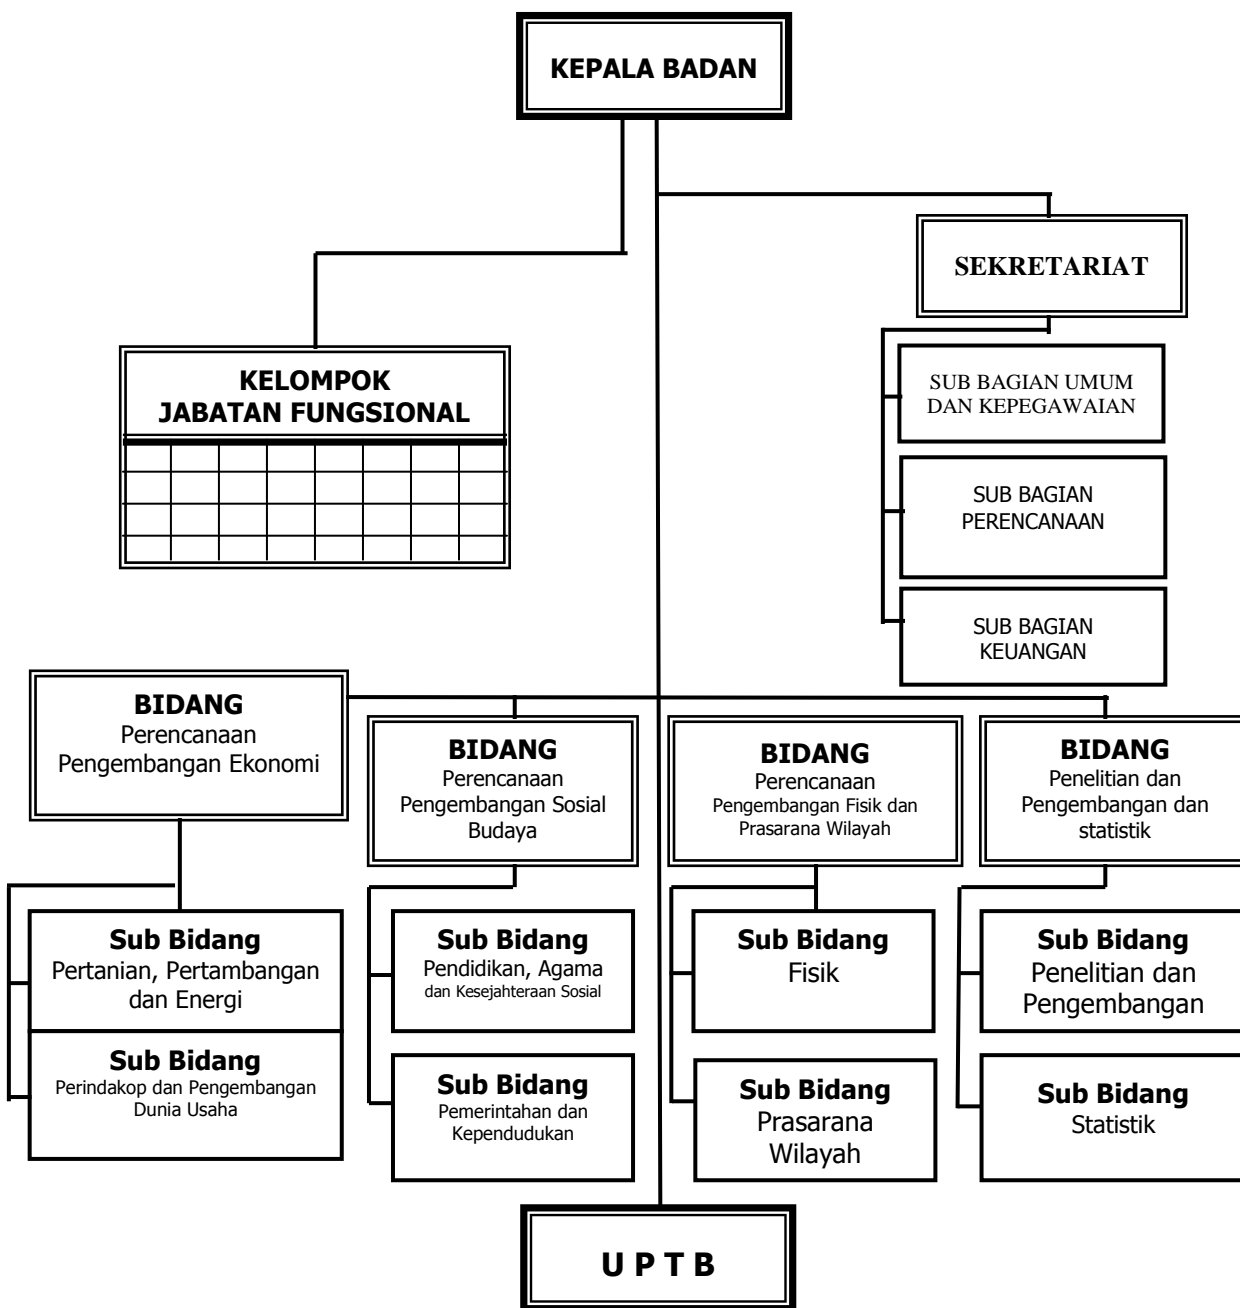 KEPALA BADAN
SEKRETARIAT
KELOMPOK
JABATAN FUNGSIONAL
SUB BAGIAN UMUM
DAN KEPEGAWAIAN
SUB BAGIAN
PERENCANAAN
SUB BAGIAN
KEUANGAN
BIDANG
Perencanaan
Pengembangan Ekonomi
BIDANG
Perencanaan
Pengembangan Sosial
Budaya
BIDANG
Perencanaan
Pengembangan Fisik dan
Prasarana Wilayah
BIDANG
Penelitian dan
Pengembangan dan
statistik
Sub Bidang
Pertanian, Pertambangan
dan Energi
Sub Bidang
Perindakop dan Pengembangan
Dunia Usaha
Sub Bidang
Pendidikan, Agama
dan Kesejahteraan Sosial
Sub Bidang
Pemerintahan dan
Kependudukan
Sub Bidang
Fisik
Sub Bidang
Prasarana
Wilayah
Sub Bidang
Penelitian dan
Pengembangan
Sub Bidang
Statistik
U P T B